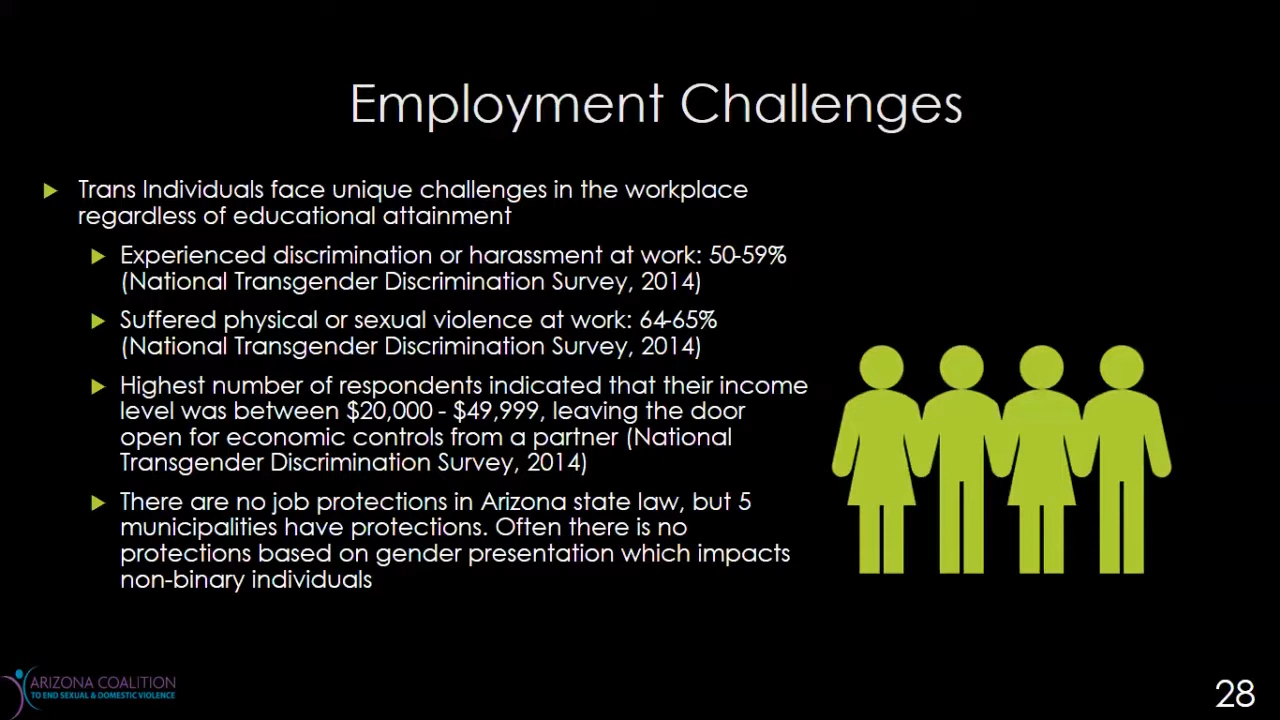 Employment Challenges
Trans Individuals face unique challenges in the workplace
regardless of educational attainment
Experienced discrimination or harassment at work: 50-59%
(National Transgender Discrimination Survey, 2014)
Suffered physical or sexual violence at work: 64-65%
(National Transgender Discrimination Survey, 2014)
Highest number of respondents indicated that their income
level was between $20,000 - $49,999, leaving the door
open for economic controls from a partner (National
Transgender Discrimination Survey, 2014)
There are no job protections in Arizona state law, but 5
municipalities have protections. Often there is no
protections based on gender presentation which impacts
non-binary individuals
ARIZONA COALITION
TO END SEXUAL & DOMESTIC VIOLENCE
28